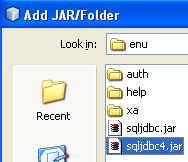 Add JAR/Folder
Look in: enu
auth
help
xa
sqljdbc.jar
sqljdbc4.jar
Recent